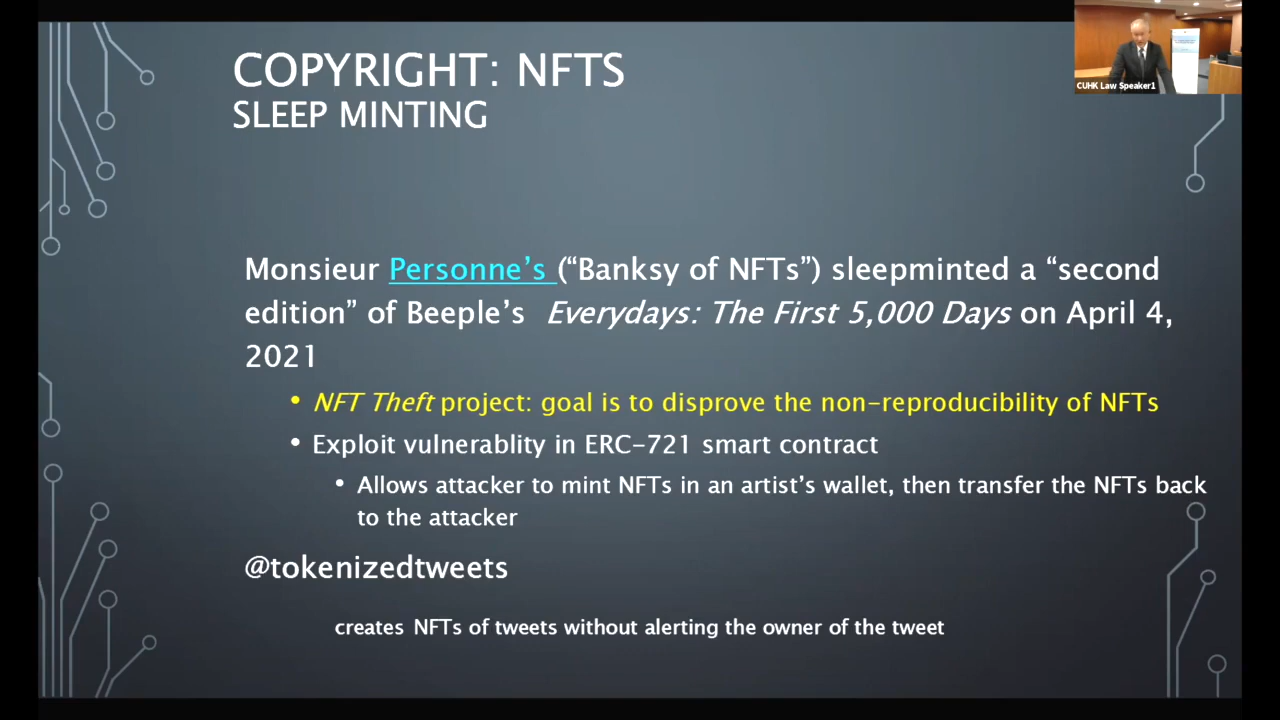 COPYRIGHT: NFTS
SLEEP MINTING
CUHK Law Speaker1
Monsieur Personne’s (“Banksy of NFTs”) sleepminted a “second
edition” of Beeple’s Everydays: The First 5,000 Days on April 4,
2021
• NFT Theft project: goal is to disprove the non-reproducibility of NFTs
• Exploit vulnerablity in ERC-721 smart contract
• Allows attacker to mint NFTs in an artist’s wallet, then transfer the NFTs back
to the attacker
@tokenizedtweets
creates NFTs of tweets without alerting the owner of the tweet